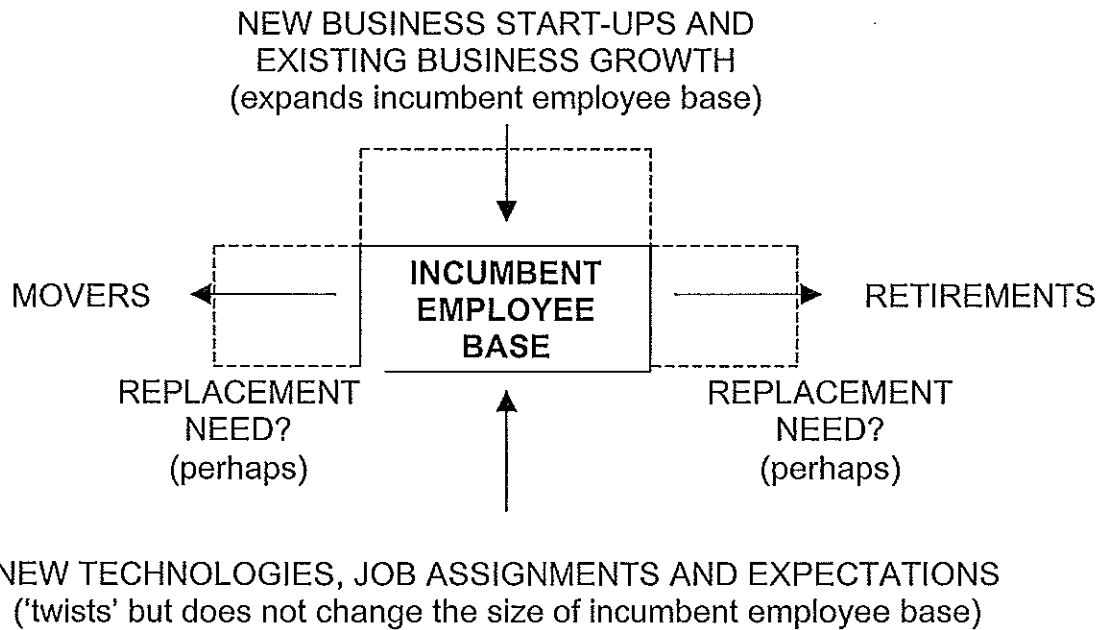 NEW BUSINESS START-UPS AND
EXISTING BUSINESS GROWTH
(expands incumbent employee base)
MOVERS
INCUMBENT
EMPLOYEE
BASE
RETIREMENTS
REPLACEMENT
NEED?
(perhaps)
REPLACEMENT
NEED?
(perhaps)
NEW TECHNOLOGIES, JOB ASSIGNMENTS AND EXPECTATIONS
(‘twists’ but does not change the size of incumbent employee base)